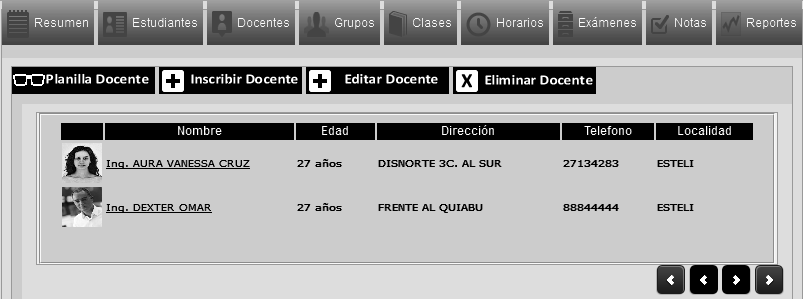 Resumen Estudiantes Docentes Grupos Clases Horarios Exámenes Notas Reportes
Planilla Docente Inscribir Docente Editar Docente X Eliminar Docente
Nombre Edad Dirección Telefono Localidad
Ing. AURA VANESSA CRUZ 27 años DISNORTE 3C. AL SUR 27134283 ESTELI
Ing. DEXTER OMAR 27 años FRENTE AL QUIABU 88844444 ESTELI